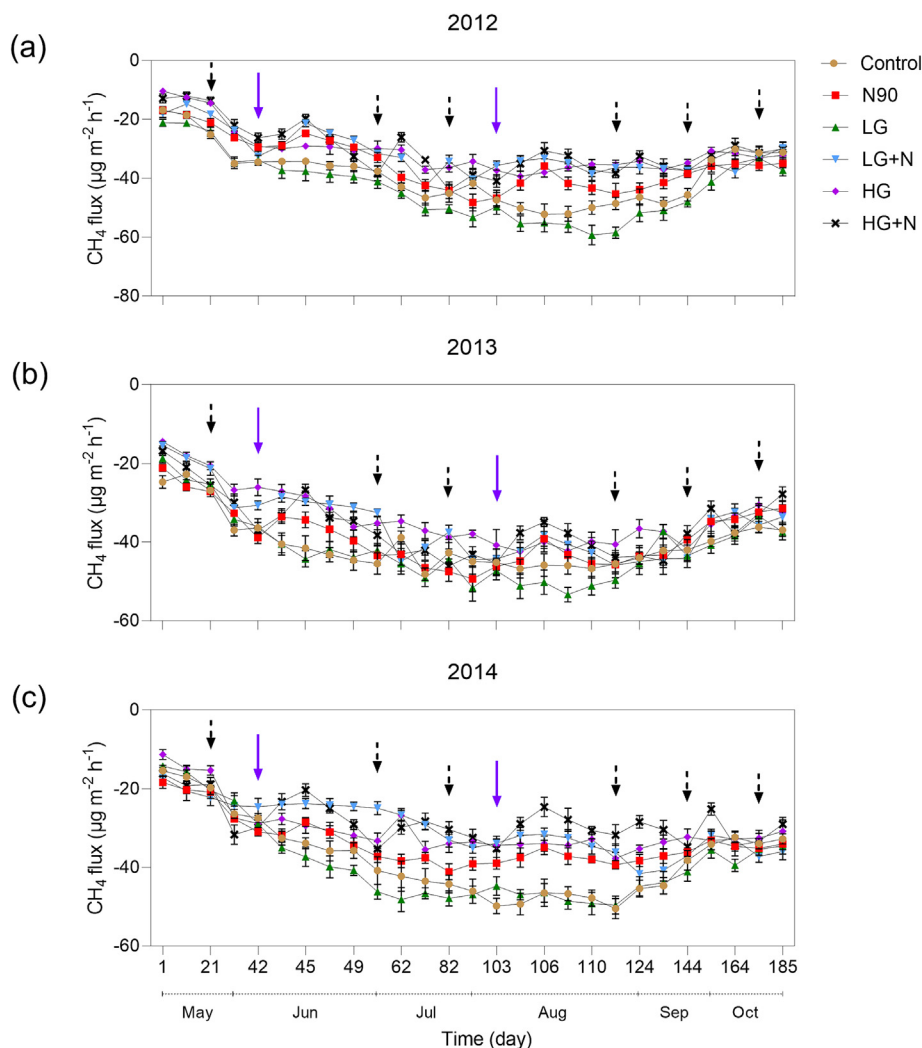 2012
(a)
0
-20
-40
-60
-80
CH₄ flux (µg m⁻² h⁻¹)
Control
N90
LG
LG+N
HG
HG+N
2013
(b)
0
-20
-40
-60
CH₄ flux (µg m⁻² h⁻¹)
2014
(c)
0
-20
-40
-60
CH₄ flux (µg m⁻² h⁻¹)
1 21 42 45 49 62 82 103 106 110 124 144 164 185
May Jun Jul Aug Sep Oct
Time (day)